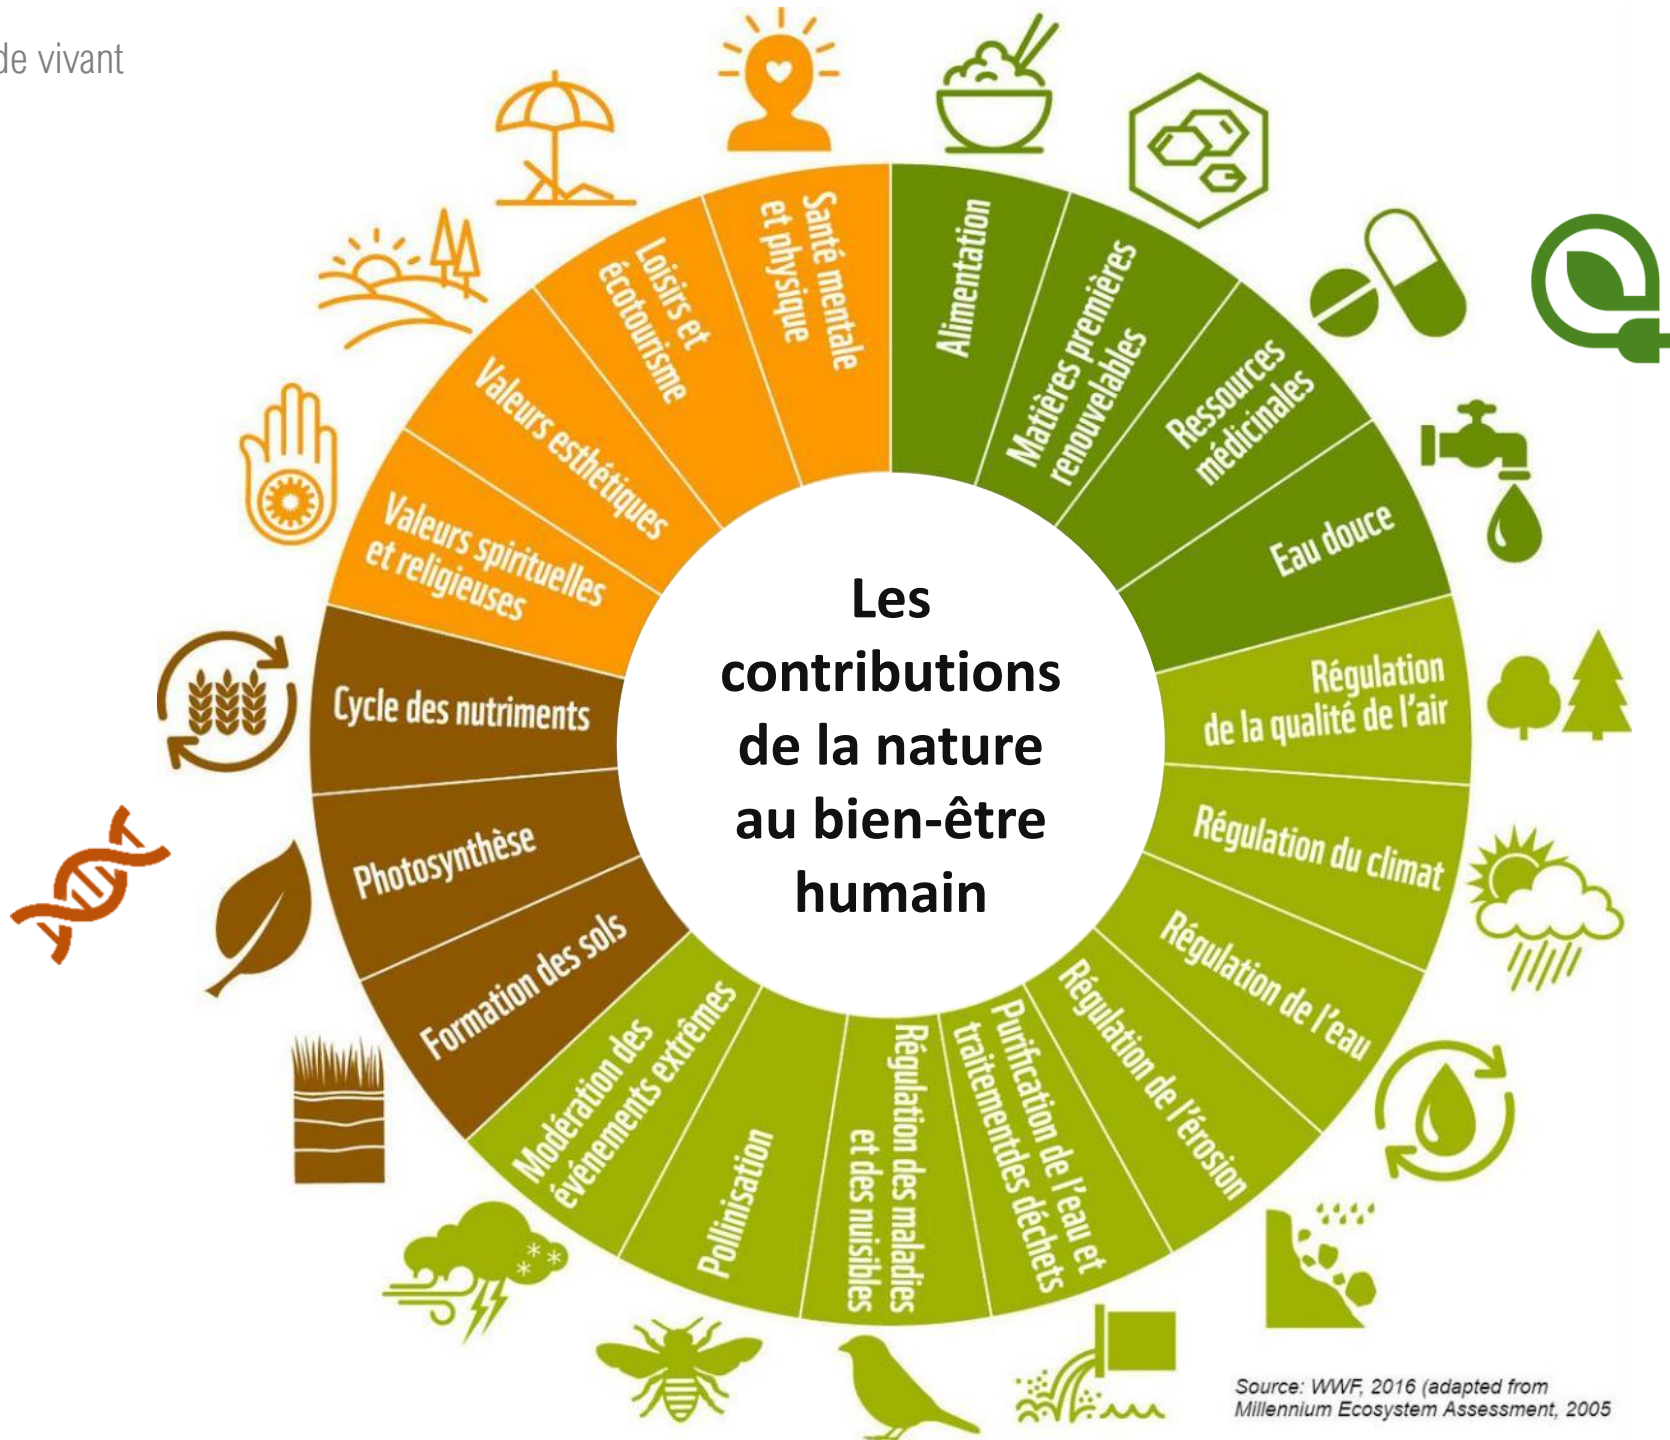 de vivant
Santé mentale
et physique
Alimentation
Matières premières
renouvelables
Ressources
médicinales
Eau douce
Régulation
de la qualité de l'air
Régulation du climat
Régulation de l'eau
Régulation de l'érosion
Purification de l'eau et
traitementdes déchets
Régulation des maladies
et des nuisibles
Pollinisation
Modération des
événements extrêmes
Formation des sols
Photosynthèse
Cycle des nutriments
Valeurs spirituelles
et religieuses
Valeurs esthétiques
Loisirs et
écotourisme
Les
contributions
de la nature
au bien-être
humain
Source: WWF, 2016 (adapted from
Millennium Ecosystem Assessment, 2005